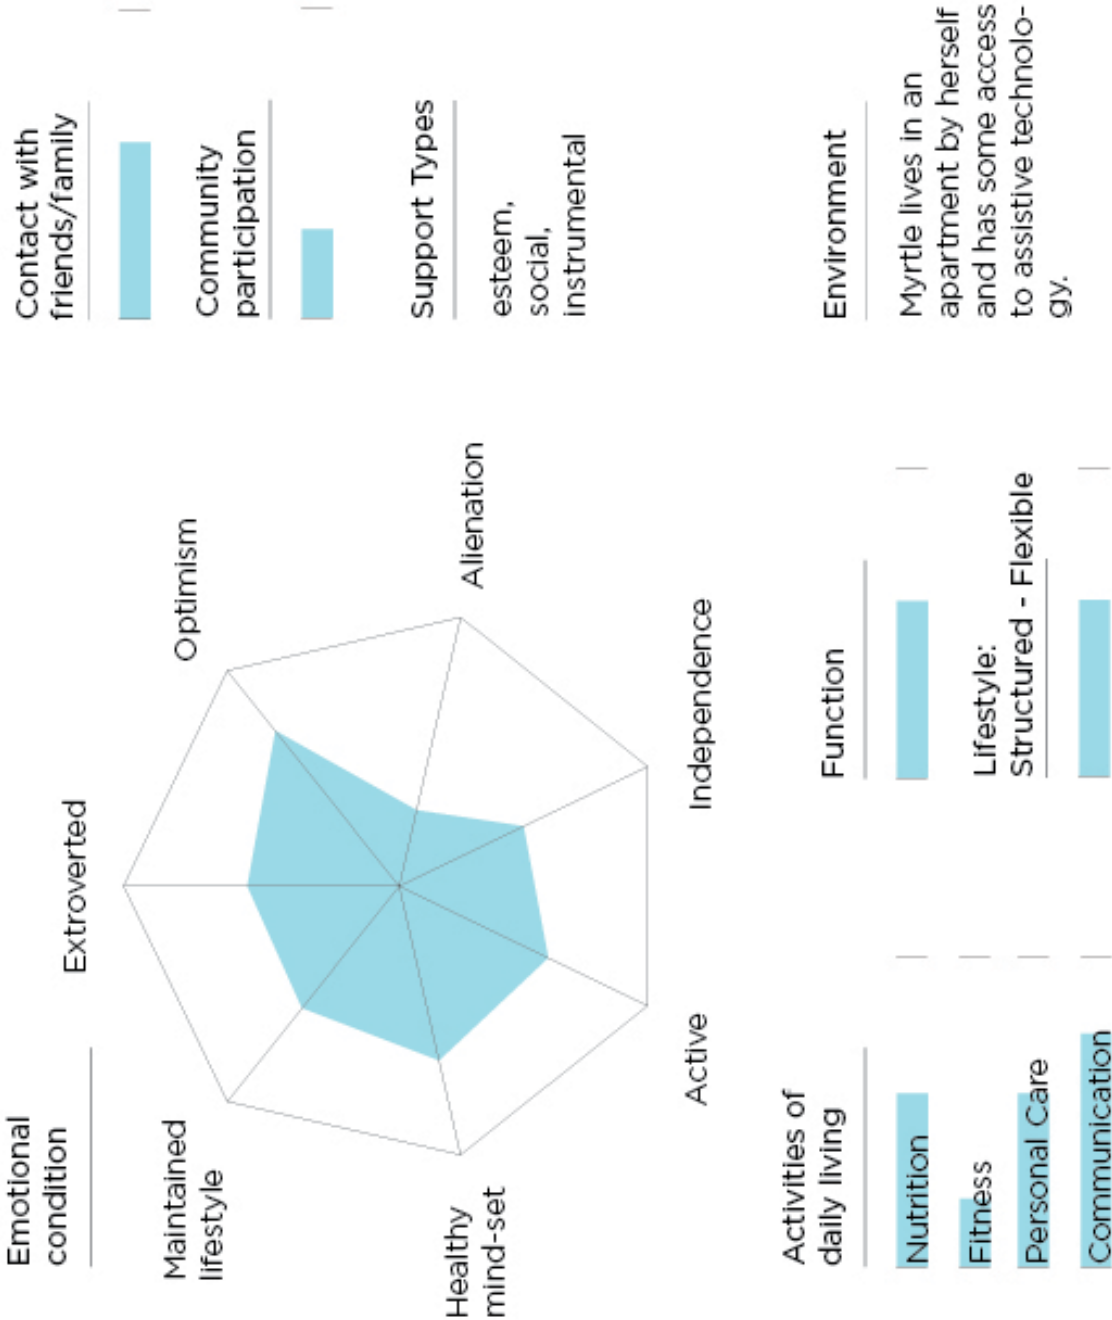 Emotional
condition
Extroverted
Maintained
lifestyle
Optimism
Healthy
mind-set
Alienation
Active
Independence
Contact with
friends/family
Community
participation
Support Types
esteem,
social,
instrumental
Activities of
daily living
Nutrition
Fitness
Personal Care
Communication
Function
Lifestyle:
Structured - Flexible
Environment
Myrtle lives in an
apartment by herself
and has some access
to assistive technolo-
gy.